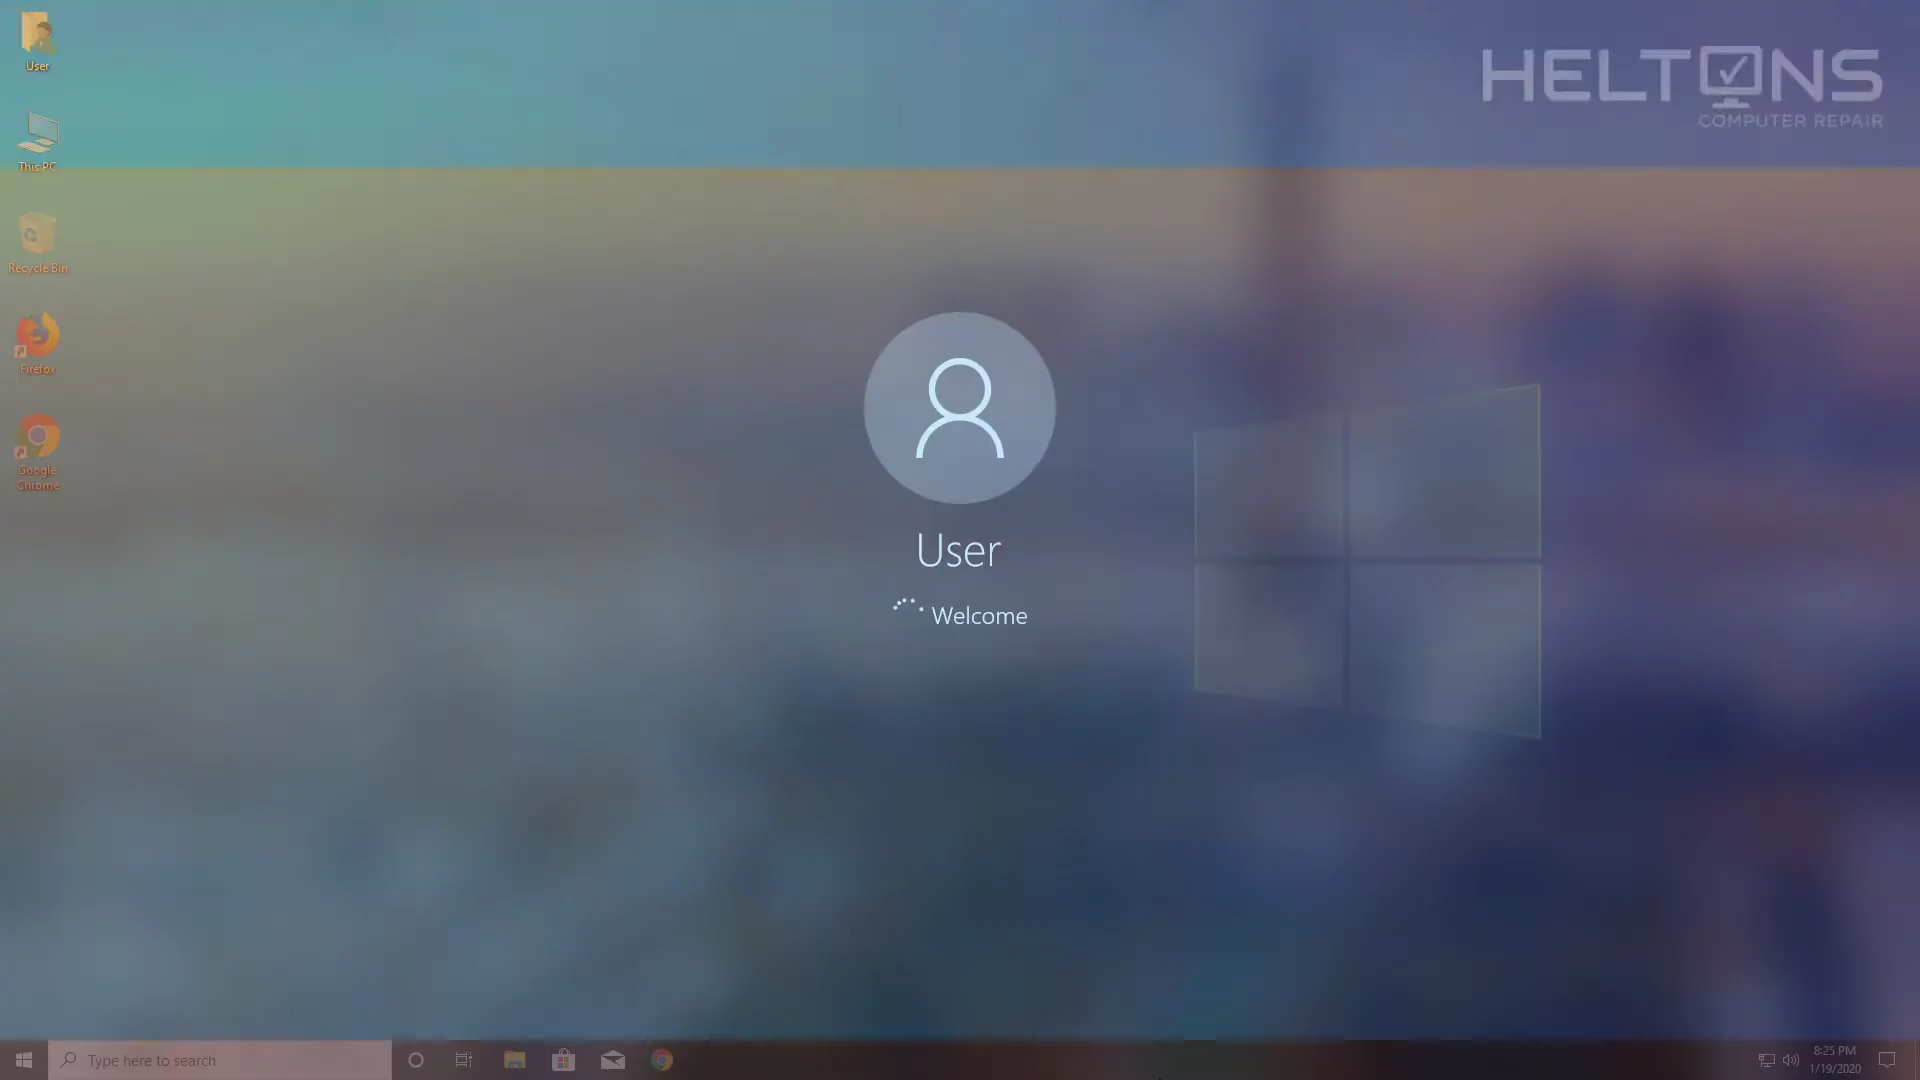 User
This PC
Recycle Bin
Firefox
Google
Chrome
HELTONS
COMPUTER REPAIR
User
Welcome
Type here to search
8:25 PM
1/19/2020